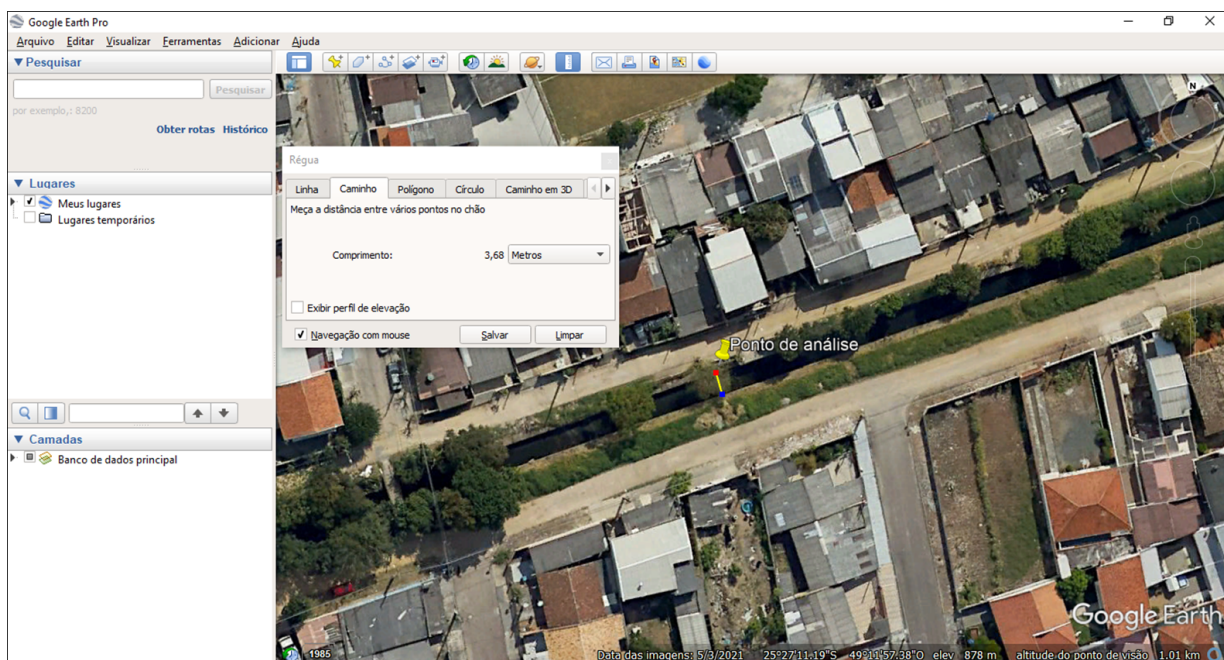 Google Earth Pro
Arquivo Editar Visualizar Ferramentas Adicionar Ajuda
Pesquisar
Pesquisar
por exemplo,: 8200
Obter rotas Histórico
Lugares
Meus lugares
Lugares temporários
Camadas
Banco de dados principal
Régua
Linha Caminho Polígono Círculo Caminho em 3D
Meça a distância entre vários pontos no chão
Comprimento: 3,68 Metros
Exibir perfil de elevação
Navegação com mouse Salvar Limpar
N
Ponto de análise
Google Earth
1985
Data das imagens: 5/3/2021 25°27'11.19"S 49°11'57.38"O elev 878 m altitude do ponto de visão 1.01 km